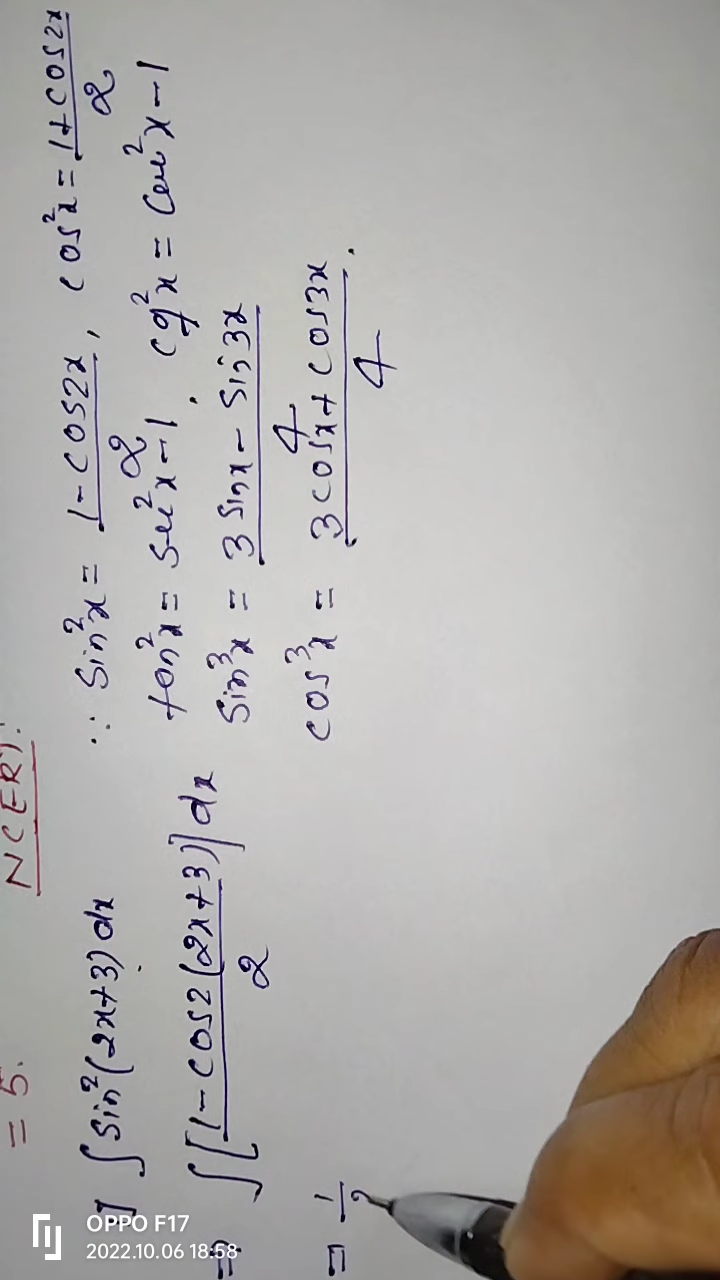 = 5. NCERT.
1 ∫ sin²(2x+3) dx
⇒ ∫ [1 - cos2(2x+3) / 2] dx
= 1/2
∵ sin²x = 1 - cos2x / 2 , cos²x = 1 + cos2x / 2
tan²x = sec²x - 1 , cot²x = cosec²x - 1
sin³x = 3 sinx - sin3x / 4
cos³x = 3 cosx + cos3x / 4 .
OPPO F17
2022.10.06 18:58